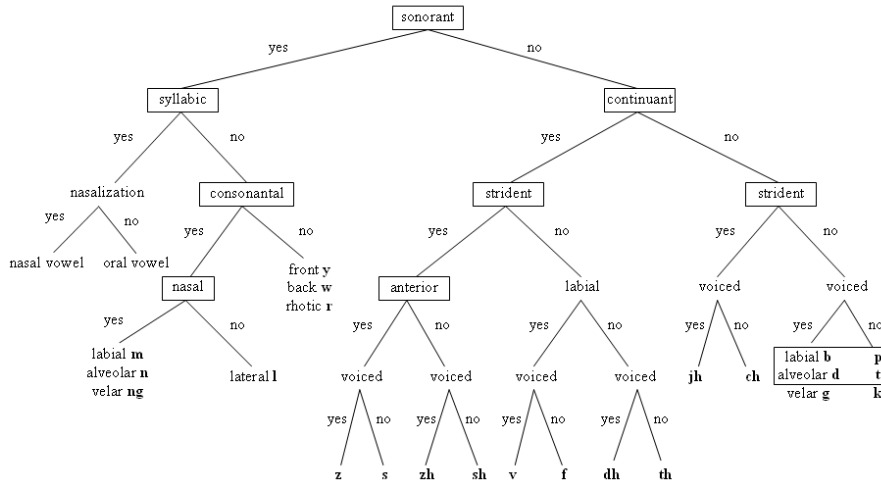 sonorant
yes no
syllabic continuant
yes no yes no
nasalization consonantal strident strident
yes no yes no yes no yes no
nasal vowel oral vowel front y
back w
rhotic r
nasal anterior labial voiced voiced
yes no yes no yes no yes no yes no
labial m
alveolar n
velar ng
lateral l
voiced voiced voiced voiced
jh ch
labial b p
alveolar d t
velar g k
yes no yes no yes no yes no
z s zh sh v f dh th